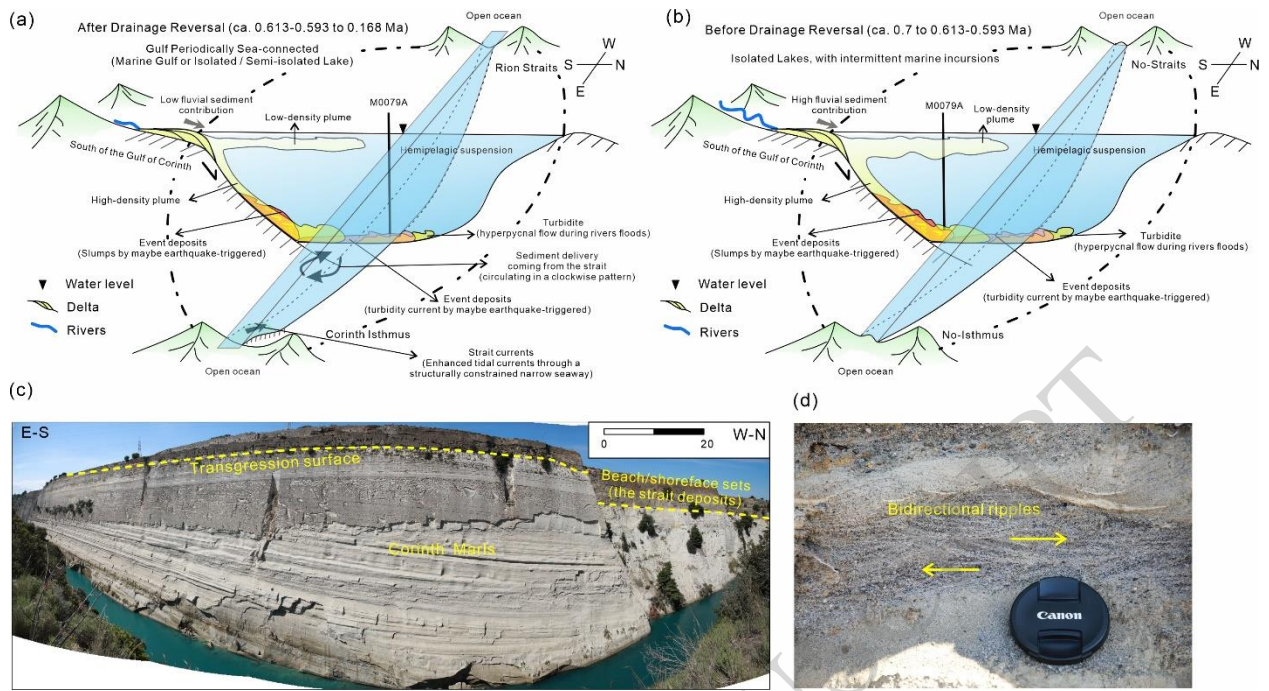 (a)
After Drainage Reversal (ca. 0.613-0.593 to 0.168 Ma)
Gulf Periodically Sea-connected
(Marine Gulf or Isolated / Semi-isolated Lake)
Open ocean
Rion Straits
W
S
N
E
Low fluvial sediment
contribution
Low-density plume
M0079A
Hemipelagic suspension
South of the Gulf of Corinth
High-density plume
Event deposits
(Slumps by maybe earthquake-triggered)
Turbidite
(hyperpycnal flow during rivers floods)
Sediment delivery
coming from the strait
(circulating in a clockwise pattern)
Event deposits
(turbidity current by maybe earthquake-triggered)
Water level
Delta
Rivers
Corinth Isthmus
Strait currents
(Enhanced tidal currents through a
structurally constrained narrow seaway)
Open ocean
(b)
Before Drainage Reversal (ca. 0.7 to 0.613-0.593 Ma)
Isolated Lakes, with intermittent marine incursions
Open ocean
No-Straits
W
S
N
E
High fluvial sediment
contribution
M0079A
Low-density
plume
Hemipelagic suspension
South of the Gulf of Corinth
High-density plume
Event deposits
(Slumps by maybe earthquake-triggered)
Turbidite
(hyperpycnal flow during rivers floods)
Event deposits
(turbidity current by maybe earthquake-triggered)
Water level
Delta
Rivers
No-Isthmus
Open ocean
(c)
E-S
W-N
0
20
Transgression surface
Beach/shoreface sets
(the strait deposits)
Corinth Marls
(d)
Bidirectional ripples
Canon